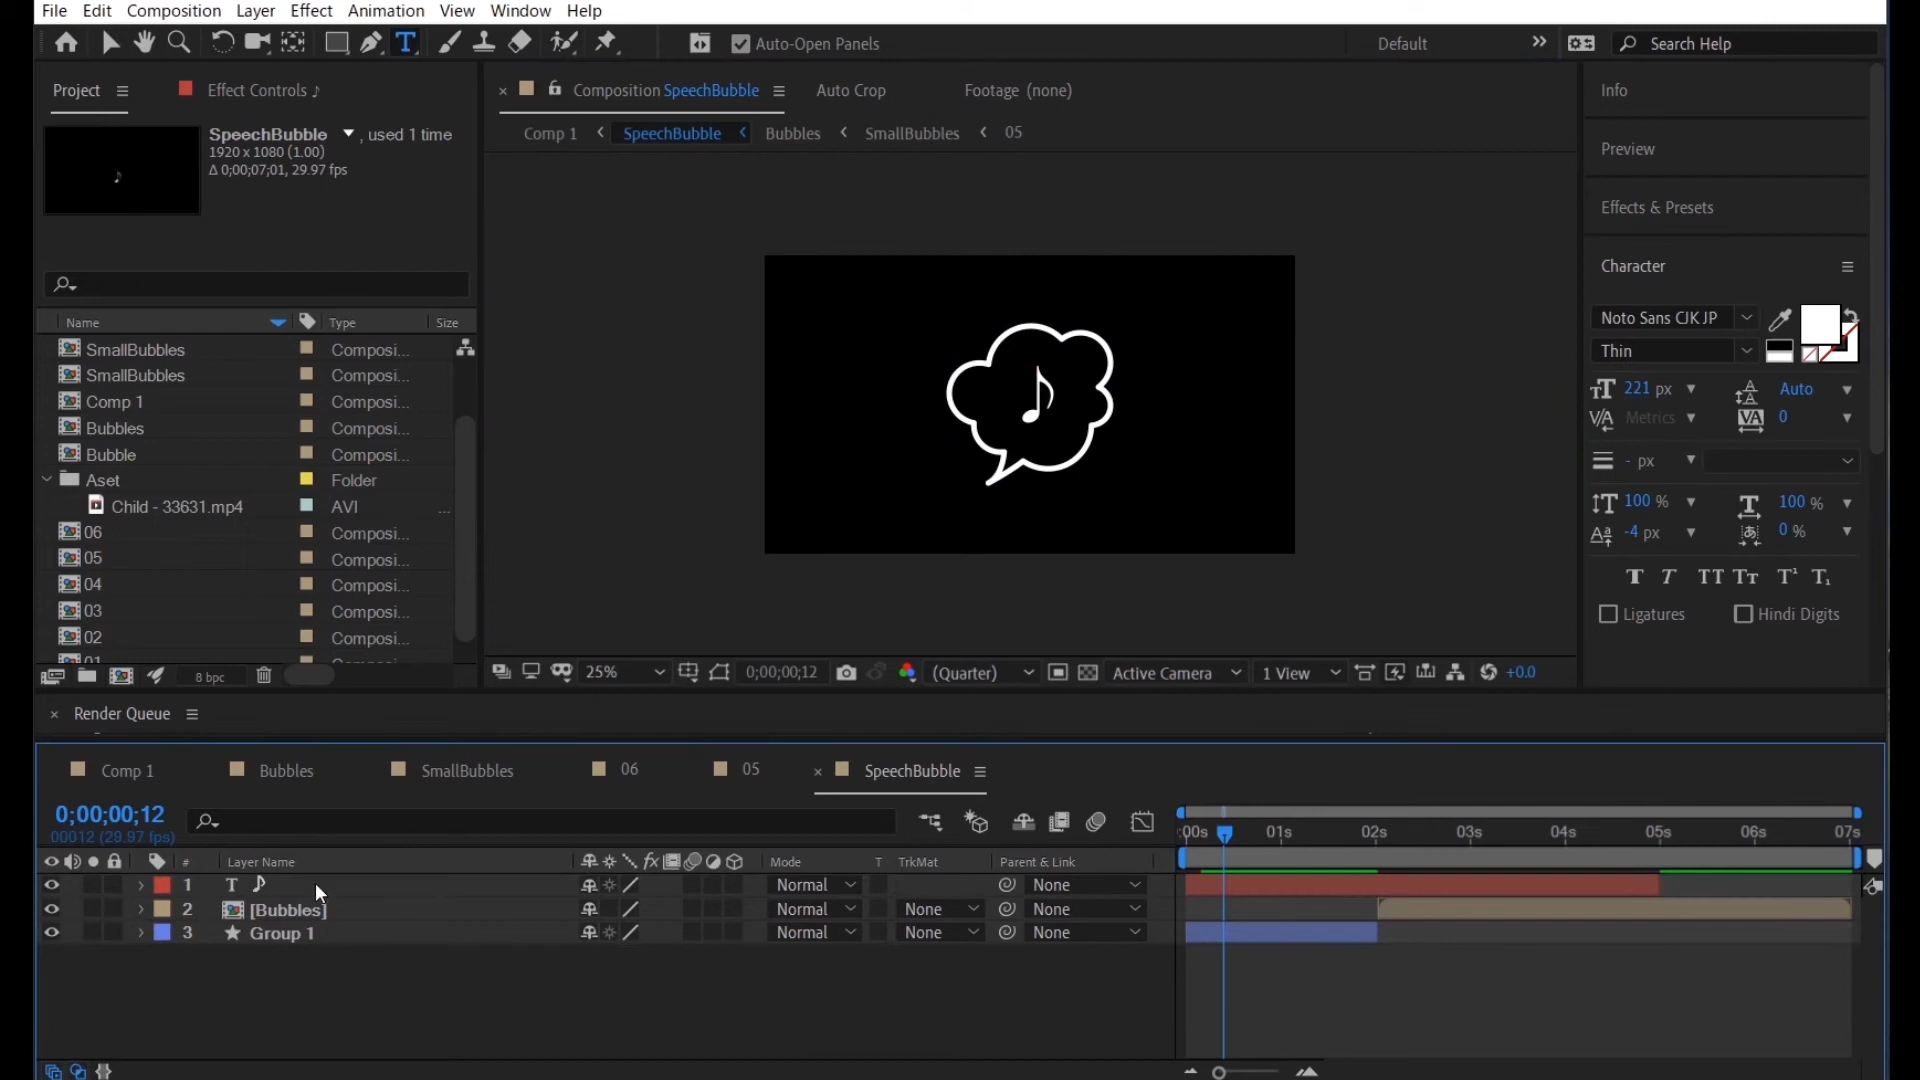 File Edit Composition Layer Effect Animation View Window Help
Auto-Open Panels Default Search Help
Project Effect Controls ♪
SpeechBubble , used 1 time
1920 x 1080 (1.00)
Δ 0;00;07;01, 29.97 fps
Composition SpeechBubble Auto Crop Footage (none)
Comp 1 SpeechBubble Bubbles SmallBubbles 05
Name Type Size
SmallBubbles Composi...
SmallBubbles Composi...
Comp 1 Composi...
Bubbles Composi...
Bubble Composi...
Aset Folder
Child - 33631.mp4 AVI ...
06 Composi...
05 Composi...
04 Composi...
03 Composi...
02 Composi...
8 bpc
♪
25% 0;00;00;12 (Quarter) Active Camera 1 View +0.0
Info
Preview
Effects & Presets
Character
Noto Sans CJK JP
Thin
221 px Auto
Metrics 0
- px
100 % 100 %
-4 px 0 %
T T TT Tt T¹ T₁
Ligatures Hindi Digits
Render Queue
Comp 1 Bubbles SmallBubbles 06 05 SpeechBubble
0;00;00;12
00012 (29.97 fps)
:00s 01s 02s 03s 04s 05s 06s 07s
# Layer Name fx Mode T TrkMat Parent & Link
1 T ♪ Normal None
2 [Bubbles] Normal None None
3 Group 1 Normal None None